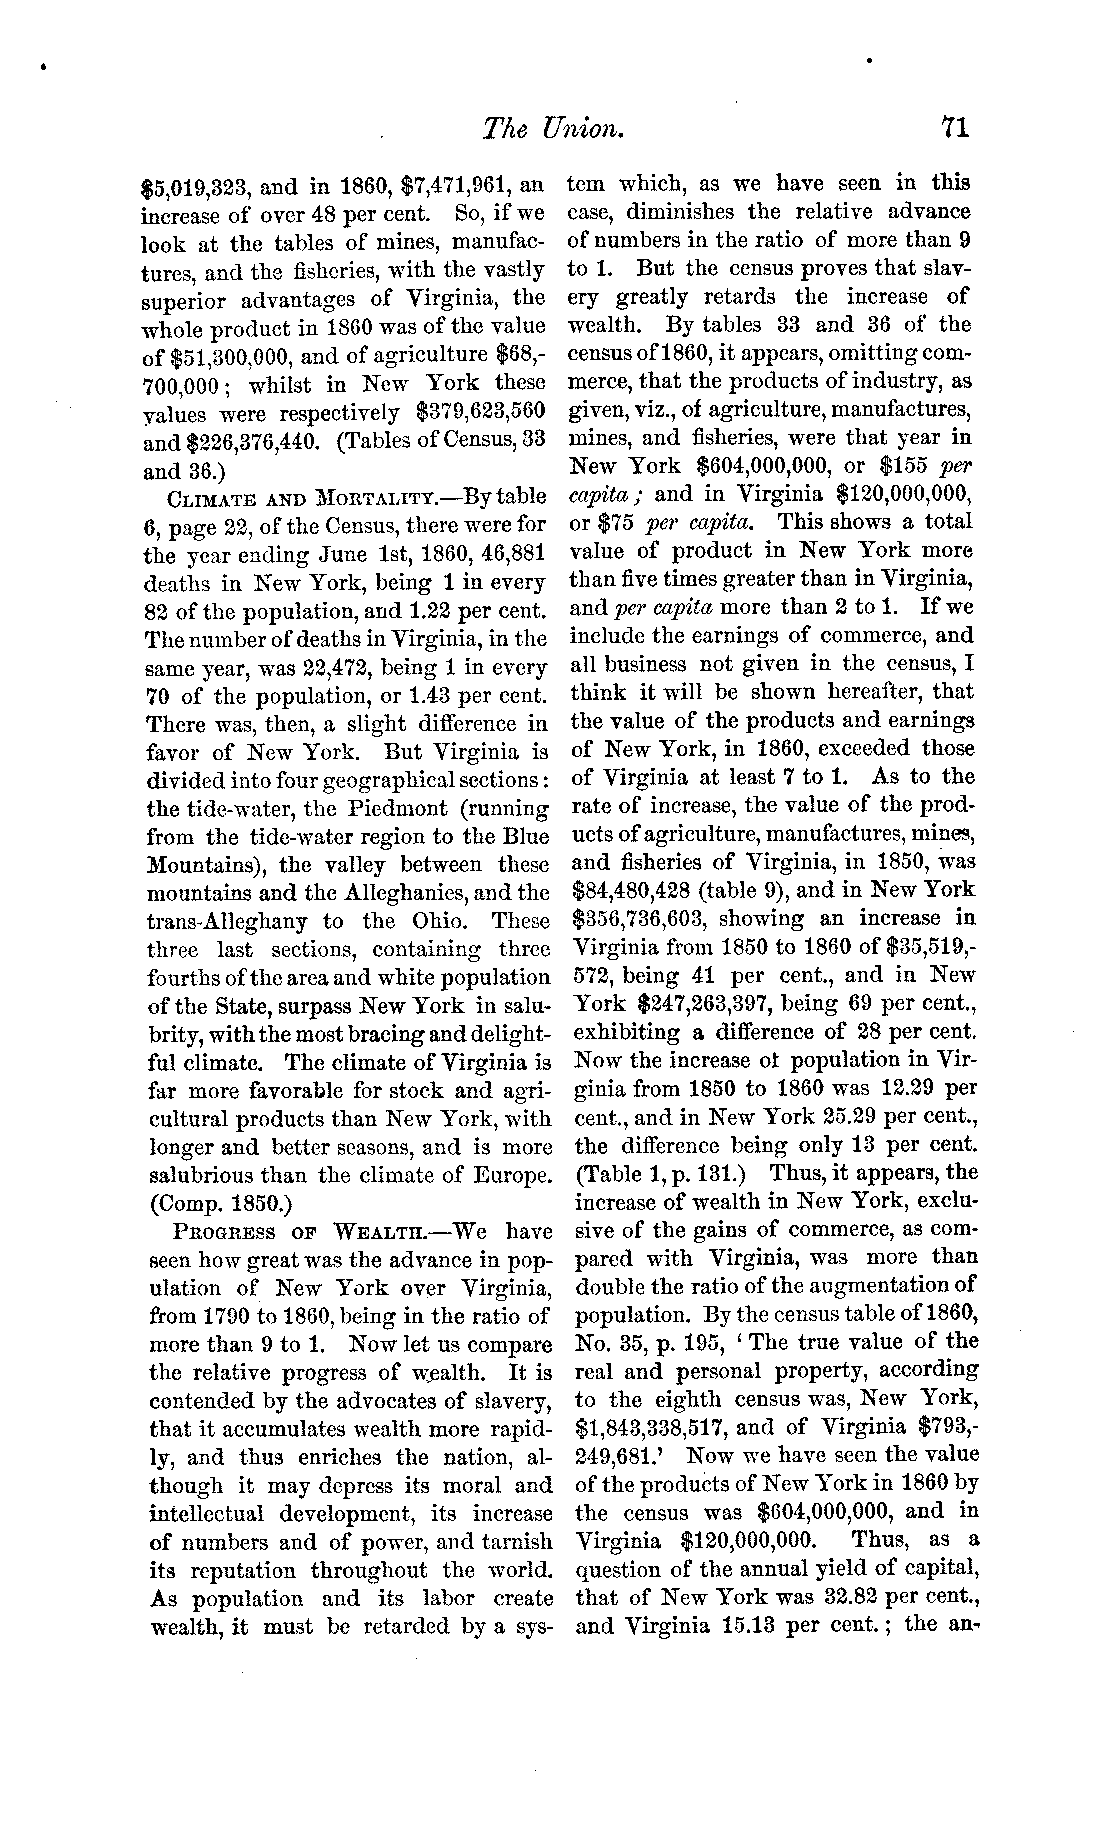 The Union. 71
$5,019,323, and in 1860, $7,471,961, an
increase of over 48 per cent. So, if we
look at the tables of mines, manufac-
tures, and the fisheries, with the vastly
superior advantages of Virginia, the
whole product in 1860 was of the value
of $51,300,000, and of agriculture $68,-
700,000; whilst in New York these
values were respectively $379,623,560
and $226,376,440. (Tables of Census, 33
and 36.)
CLIMATE AND MORTALITY.—By table
6, page 22, of the Census, there were for
the year ending June 1st, 1860, 46,881
deaths in New York, being 1 in every
82 of the population, and 1.22 per cent.
The number of deaths in Virginia, in the
same year, was 22,472, being 1 in every
70 of the population, or 1.43 per cent.
There was, then, a slight difference in
favor of New York. But Virginia is
divided into four geographical sections:
the tide-water, the Piedmont (running
from the tide-water region to the Blue
Mountains), the valley between these
mountains and the Alleghanies, and the
trans-Alleghany to the Ohio. These
three last sections, containing three
fourths of the area and white population
of the State, surpass New York in salu-
brity, with the most bracing and delight-
ful climate. The climate of Virginia is
far more favorable for stock and agri-
cultural products than New York, with
longer and better seasons, and is more
salubrious than the climate of Europe.
(Comp. 1850.)
PROGRESS OF WEALTH.—We have
seen how great was the advance in pop-
ulation of New York over Virginia,
from 1790 to 1860, being in the ratio of
more than 9 to 1. Now let us compare
the relative progress of wealth. It is
contended by the advocates of slavery,
that it accumulates wealth more rapid-
ly, and thus enriches the nation, al-
though it may depress its moral and
intellectual development, its increase
of numbers and of power, and tarnish
its reputation throughout the world.
As population and its labor create
wealth, it must be retarded by a sys-
tem which, as we have seen in this
case, diminishes the relative advance
of numbers in the ratio of more than 9
to 1. But the census proves that slav-
ery greatly retards the increase of
wealth. By tables 33 and 36 of the
census of 1860, it appears, omitting com-
merce, that the products of industry, as
given, viz., of agriculture, manufactures,
mines, and fisheries, were that year in
New York $604,000,000, or $155 per
capita; and in Virginia $120,000,000,
or $75 per capita. This shows a total
value of product in New York more
than five times greater than in Virginia,
and per capita more than 2 to 1. If we
include the earnings of commerce, and
all business not given in the census, I
think it will be shown hereafter, that
the value of the products and earnings
of New York, in 1860, exceeded those
of Virginia at least 7 to 1. As to the
rate of increase, the value of the prod-
ucts of agriculture, manufactures, mines,
and fisheries of Virginia, in 1850, was
$84,480,428 (table 9), and in New York
$356,736,603, showing an increase in
Virginia from 1850 to 1860 of $35,519,-
572, being 41 per cent., and in New
York $247,263,397, being 69 per cent.,
exhibiting a difference of 28 per cent.
Now the increase of population in Vir-
ginia from 1850 to 1860 was 12.29 per
cent., and in New York 25.29 per cent.,
the difference being only 13 per cent.
(Table 1, p. 131.) Thus, it appears, the
increase of wealth in New York, exclu-
sive of the gains of commerce, as com-
pared with Virginia, was more than
double the ratio of the augmentation of
population. By the census table of 1860,
No. 35, p. 195, ‘The true value of the
real and personal property, according
to the eighth census was, New York,
$1,843,338,517, and of Virginia $793,-
249,681.’ Now we have seen the value
of the products of New York in 1860 by
the census was $604,000,000, and in
Virginia $120,000,000. Thus, as a
question of the annual yield of capital,
that of New York was 32.82 per cent.,
and Virginia 15.13 per cent.; the an-